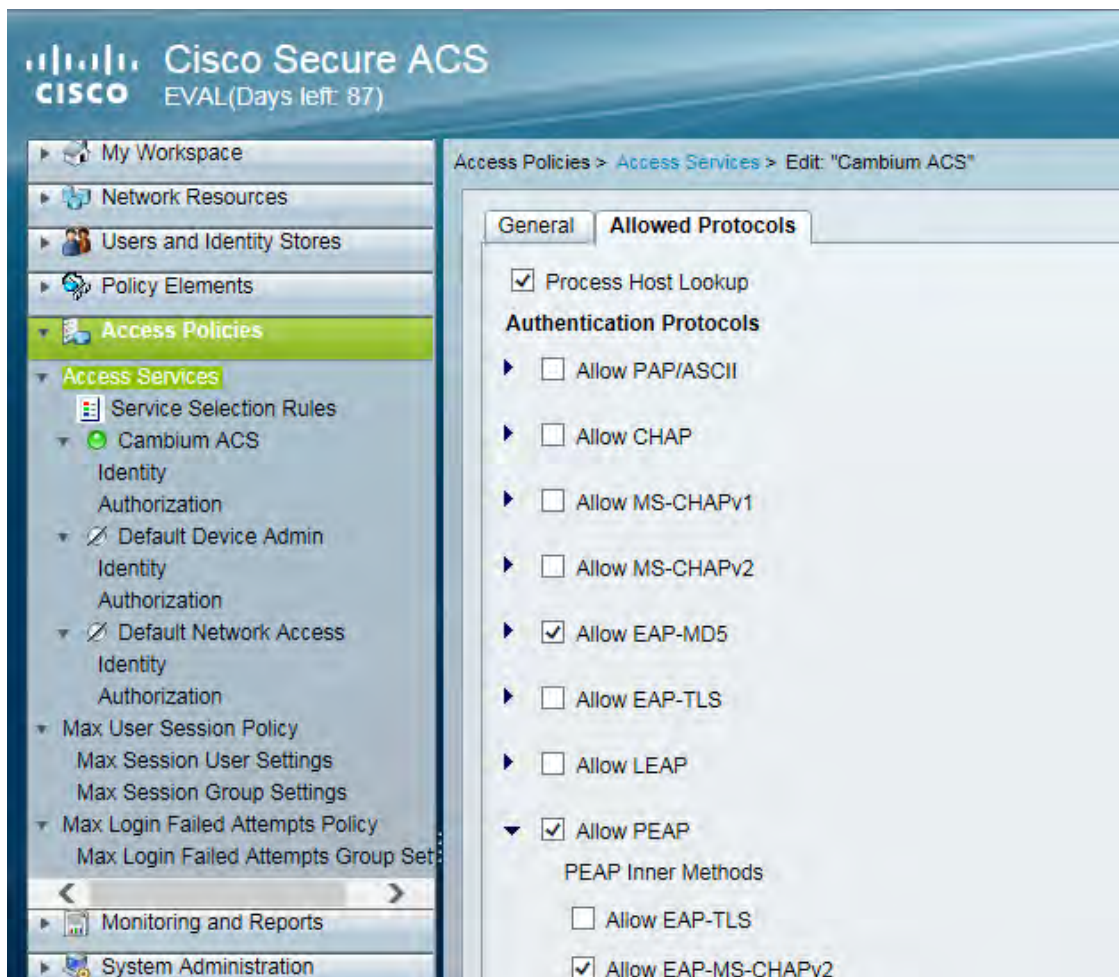 Cisco Secure ACS
CISCO
EVAL(Days left: 87)
My Workspace
Network Resources
Users and Identity Stores
Policy Elements
Access Policies
Access Services
Service Selection Rules
Cambium ACS
Identity
Authorization
Default Device Admin
Identity
Authorization
Default Network Access
Identity
Authorization
Max User Session Policy
Max Session User Settings
Max Session Group Settings
Max Login Failed Attempts Policy
Max Login Failed Attempts Group Set
Monitoring and Reports
System Administration
Access Policies > Access Services > Edit: "Cambium ACS"
General
Allowed Protocols
Process Host Lookup
Authentication Protocols
Allow PAP/ASCII
Allow CHAP
Allow MS-CHAPv1
Allow MS-CHAPv2
Allow EAP-MD5
Allow EAP-TLS
Allow LEAP
Allow PEAP
PEAP Inner Methods
Allow EAP-TLS
Allow EAP-MS-CHAPv2